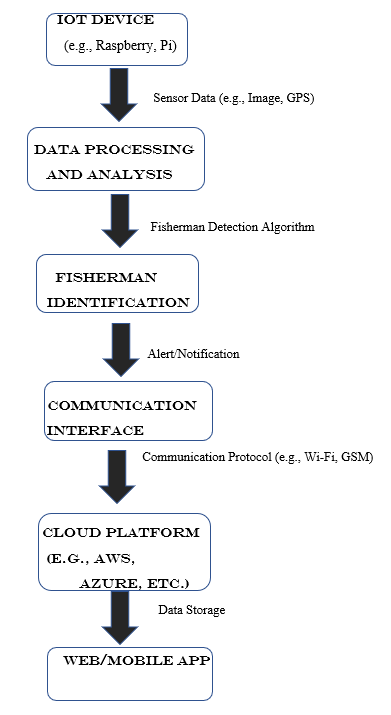 IOT DEVICE
(e.g., Raspberry, Pi)
Sensor Data (e.g., Image, GPS)
DATA PROCESSING
AND ANALYSIS
Fisherman Detection Algorithm
FISHERMAN
IDENTIFICATION
Alert/Notification
COMMUNICATION
INTERFACE
Communication Protocol (e.g., Wi-Fi, GSM)
CLOUD PLATFORM
(E.G., AWS,
AZURE, ETC.)
Data Storage
WEB/MOBILE APP